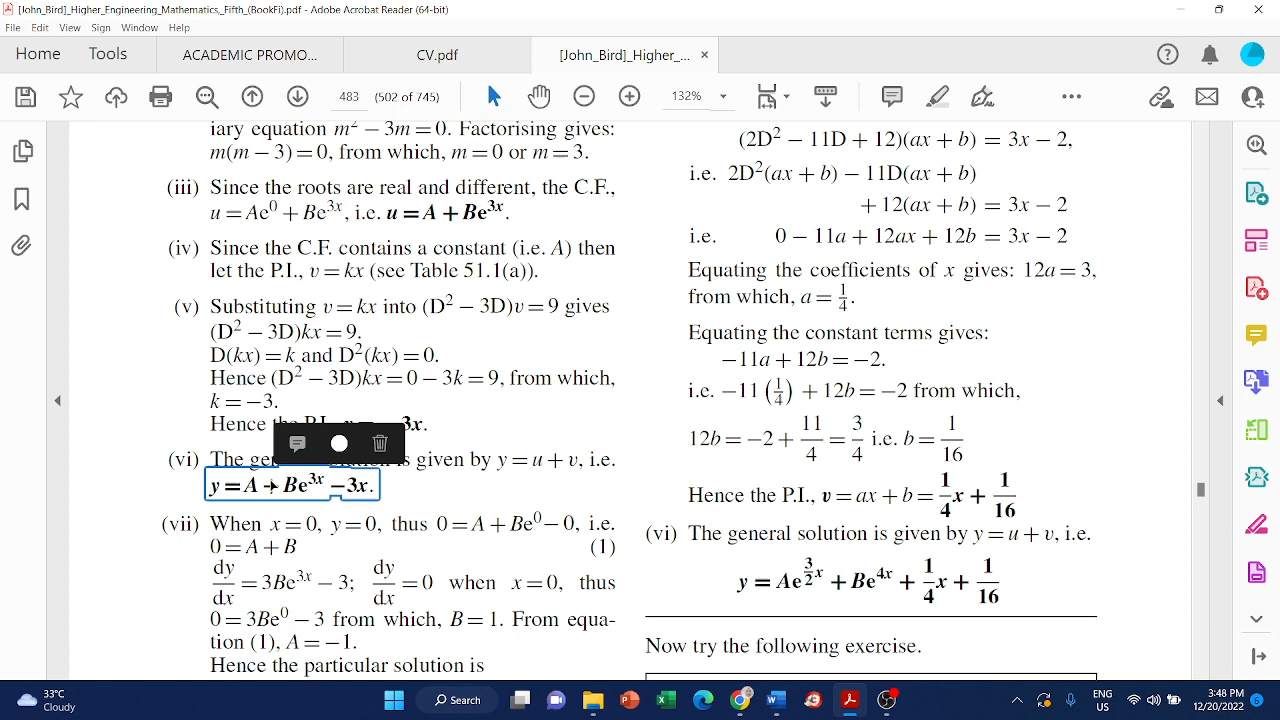 [John_Bird]_Higher_Engineering_Mathematics_Fifth_(BookFi).pdf - Adobe Acrobat Reader (64-bit)
File Edit View Sign Window Help
Home Tools ACADEMIC PROMO... CV.pdf [John_Bird]_Higher_... ×
483 (502 of 745) 132%
iary equation m² − 3m = 0. Factorising gives:
m(m − 3) = 0, from which, m = 0 or m = 3.
(iii) Since the roots are real and different, the C.F.,
u = Ae⁰ + Be³ˣ, i.e. u = A + Be³ˣ.
(iv) Since the C.F. contains a constant (i.e. A) then
let the P.I., v = kx (see Table 51.1(a)).
(v) Substituting v = kx into (D² − 3D)v = 9 gives
(D² − 3D)kx = 9.
D(kx) = k and D²(kx) = 0.
Hence (D² − 3D)kx = 0 − 3k = 9, from which,
k = −3.
Hence the P.I., 3x.
(vi) The is given by y = u + v, i.e.
y = A + Be³ˣ − 3x.
(vii) When x = 0, y = 0, thus 0 = A + Be⁰ − 0, i.e.
0 = A + B (1)
dy/dx = 3Be³ˣ − 3; dy/dx = 0 when x = 0, thus
0 = 3Be⁰ − 3 from which, B = 1. From equa-
tion (1), A = −1.
Hence the particular solution is
(2D² − 11D + 12)(ax + b) = 3x − 2,
i.e. 2D²(ax + b) − 11D(ax + b)
+ 12(ax + b) = 3x − 2
i.e. 0 − 11a + 12ax + 12b = 3x − 2
Equating the coefficients of x gives: 12a = 3,
from which, a = 1/4.
Equating the constant terms gives:
−11a + 12b = −2.
i.e. −11 (1/4) + 12b = −2 from which,
12b = −2 + 11/4 = 3/4 i.e. b = 1/16
Hence the P.I., v = ax + b = 1/4 x + 1/16
(vi) The general solution is given by y = u + v, i.e.
y = Ae^(3/2 x) + Be⁴ˣ + 1/4 x + 1/16
Now try the following exercise.
33°C
Cloudy
Search
ENG
US
3:48 PM
12/20/2022